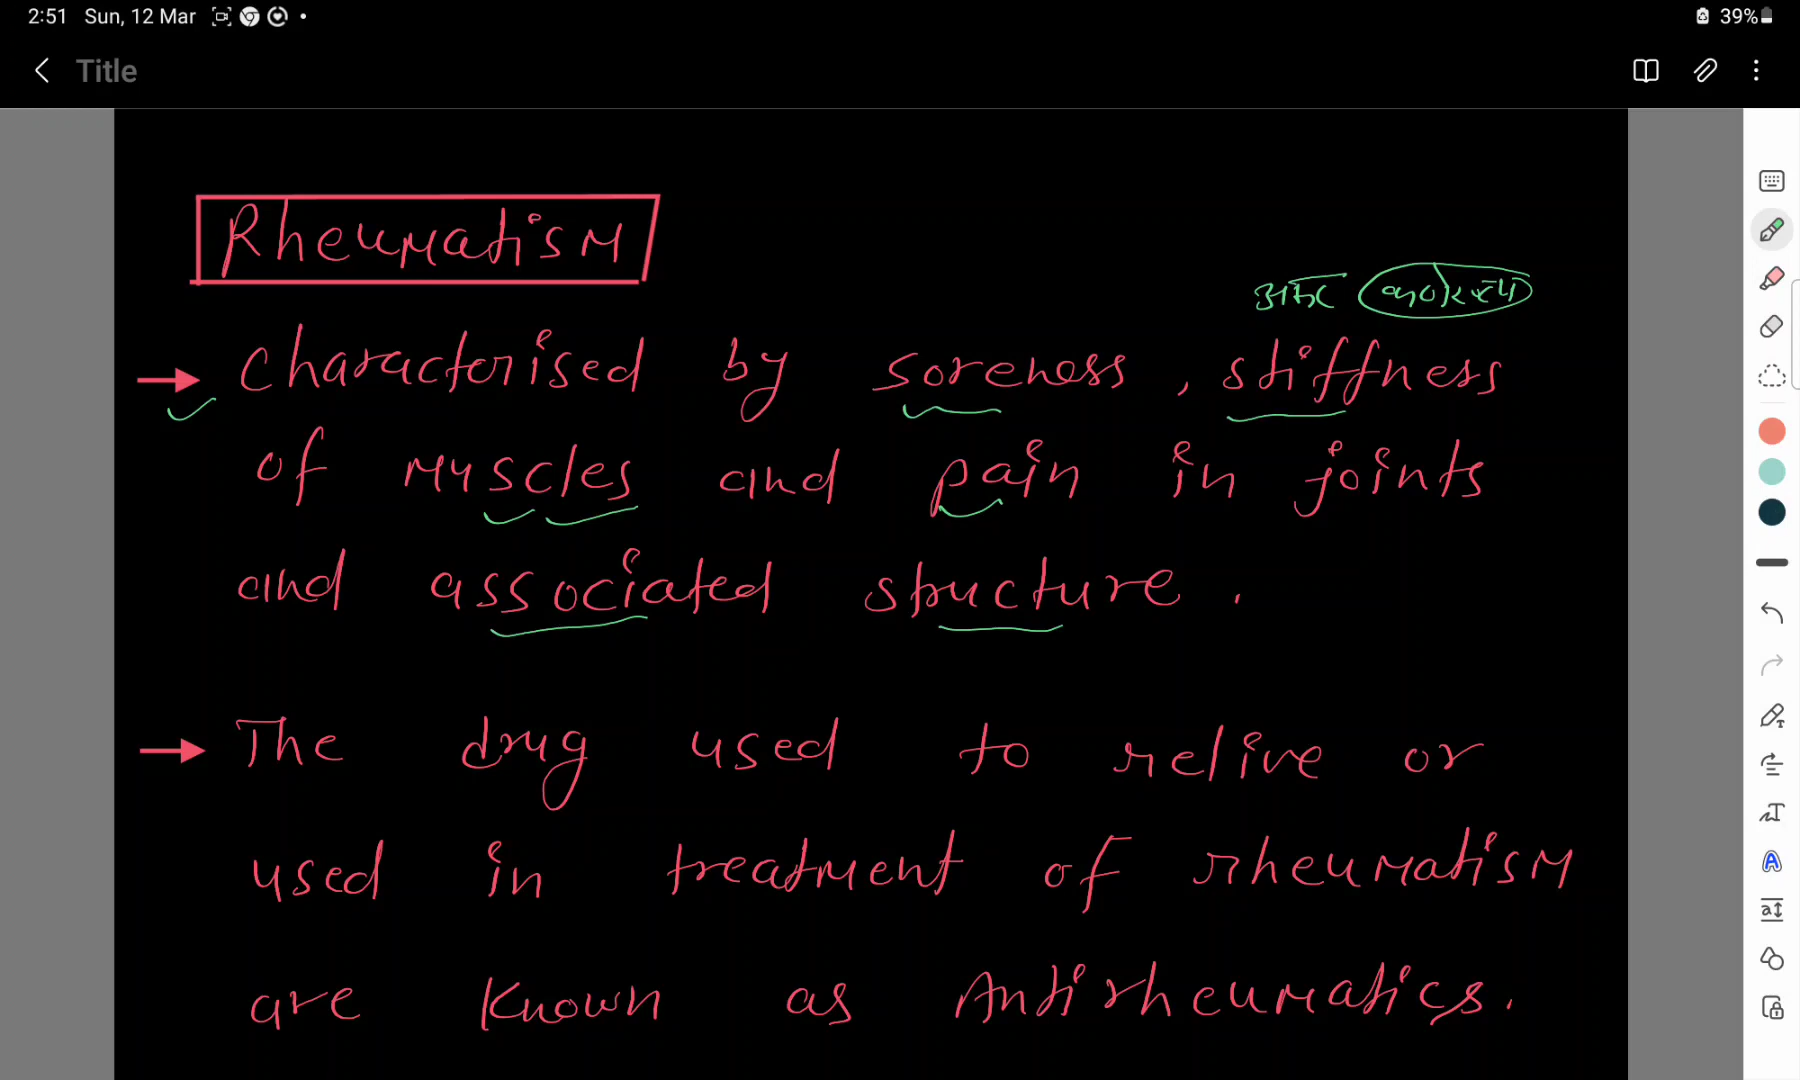 2:51 Sun, 12 Mar
39%
Title
Rheumatism
Characterised by soreness, stiffness
of muscles and pain in joints
and associated structure.
The drug used to relive or
used in treatment of rheumatism
are known as Antirheumatics.